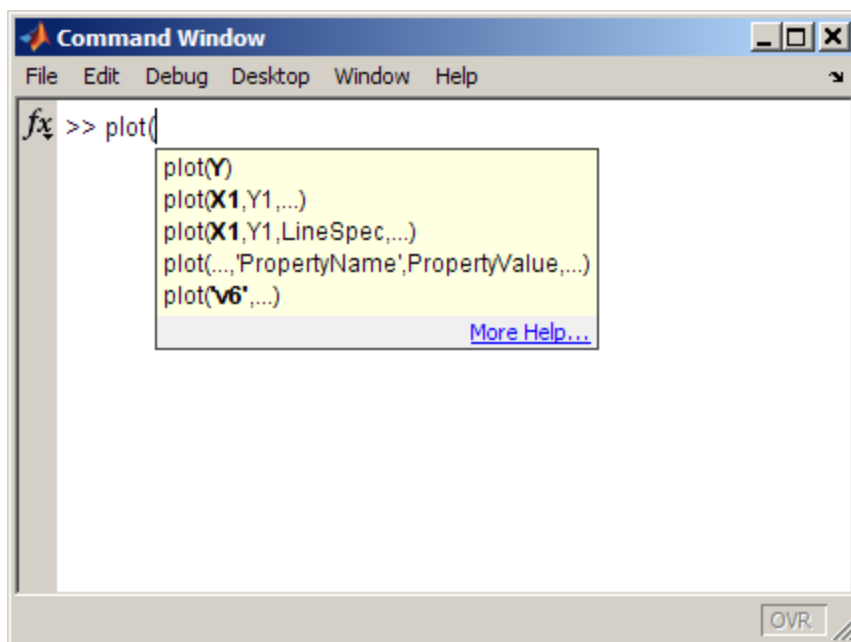 Command Window
File Edit Debug Desktop Window Help
fx >> plot(
plot(Y)
plot(X1,Y1,...)
plot(X1,Y1,LineSpec,...)
plot(...,'PropertyName',PropertyValue,...)
plot('v6',...)
More Help...
OVR